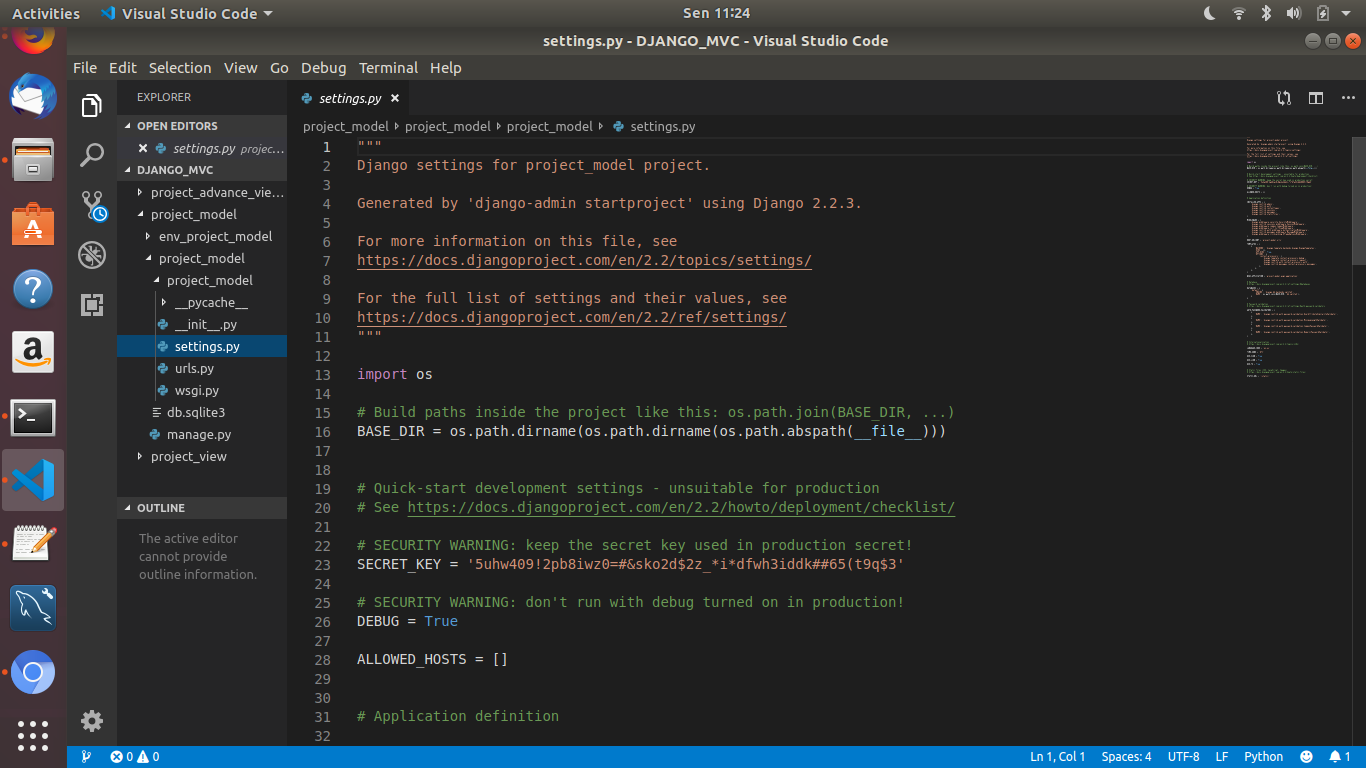 Activities
Visual Studio Code
Sen 11:24
settings.py - DJANGO_MVC - Visual Studio Code
File Edit Selection View Go Debug Terminal Help
EXPLORER
OPEN EDITORS
settings.py projec...
DJANGO_MVC
project_advance_vie...
project_model
env_project_model
project_model
project_model
__pycache__
__init__.py
settings.py
urls.py
wsgi.py
db.sqlite3
manage.py
project_view
OUTLINE
The active editor
cannot provide
outline information.
settings.py
project_model project_model project_model settings.py
1 """
2 Django settings for project_model project.
3
4 Generated by 'django-admin startproject' using Django 2.2.3.
5
6 For more information on this file, see
7 https://docs.djangoproject.com/en/2.2/topics/settings/
8
9 For the full list of settings and their values, see
10 https://docs.djangoproject.com/en/2.2/ref/settings/
11 """
12
13 import os
14
15 # Build paths inside the project like this: os.path.join(BASE_DIR, ...)
16 BASE_DIR = os.path.dirname(os.path.dirname(os.path.abspath(__file__)))
17
18
19 # Quick-start development settings - unsuitable for production
20 # See https://docs.djangoproject.com/en/2.2/howto/deployment/checklist/
21
22 # SECURITY WARNING: keep the secret key used in production secret!
23 SECRET_KEY = '5uhw409!2pb8iwz0=#&sko2d$2z_*i*dfwh3iddk##65(t9q$3'
24
25 # SECURITY WARNING: don't run with debug turned on in production!
26 DEBUG = True
27
28 ALLOWED_HOSTS = []
29
30
31 # Application definition
32
0 0
Ln 1, Col 1 Spaces: 4 UTF-8 LF Python 1